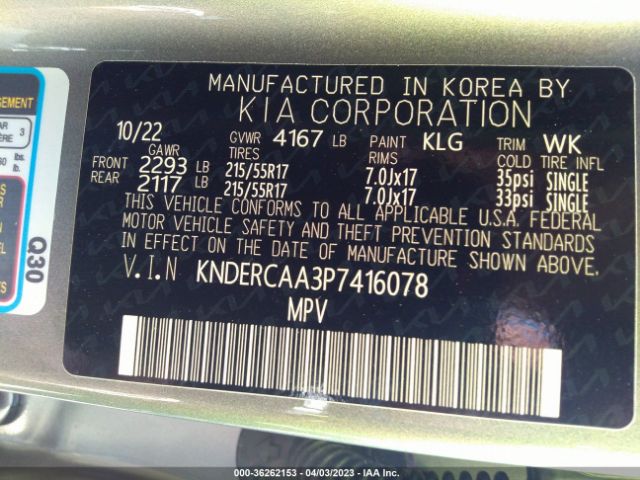 MANUFACTURED IN KOREA BY
KIA CORPORATION
10/22 GVWR 4167 LB PAINT KLG TRIM WK
GAWR TIRES RIMS COLD TIRE INFL
FRONT 2293 LB 215/55R17 7.0Jx17 35psi SINGLE
REAR 2117 LB 215/55R17 7.0Jx17 33psi SINGLE
THIS VEHICLE CONFORMS TO ALL APPLICABLE U.S.A. FEDERAL
MOTOR VEHICLE SAFETY AND THEFT PREVENTION STANDARDS
IN EFFECT ON THE DATE OF MANUFACTURE SHOWN ABOVE.
V.I.N KNDERCAA3P7416078
MPV
3
lbs.
lb.
Q30
000-36262153 - 04/03/2023 - IAA Inc.